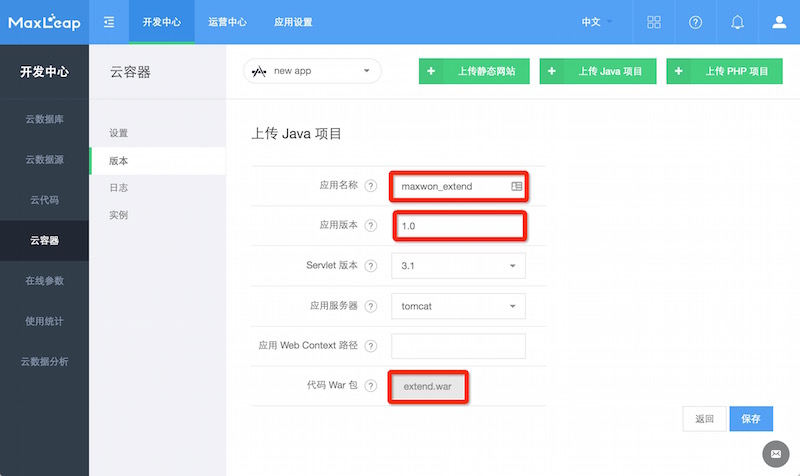 MaxLeap
开发中心
运营中心
应用设置
中文
开发中心
云容器
new app
+ 上传静态网站
+ 上传 Java 项目
+ 上传 PHP 项目
云数据库
云数据源
云代码
云容器
在线参数
使用统计
云数据分析
设置
版本
日志
实例
上传 Java 项目
应用名称 ? maxwon_extend
应用版本 ? 1.0
Servlet 版本 ? 3.1
应用服务器 ? tomcat
应用 Web Context 路径 ?
代码 War 包 ? extend.war
返回
保存